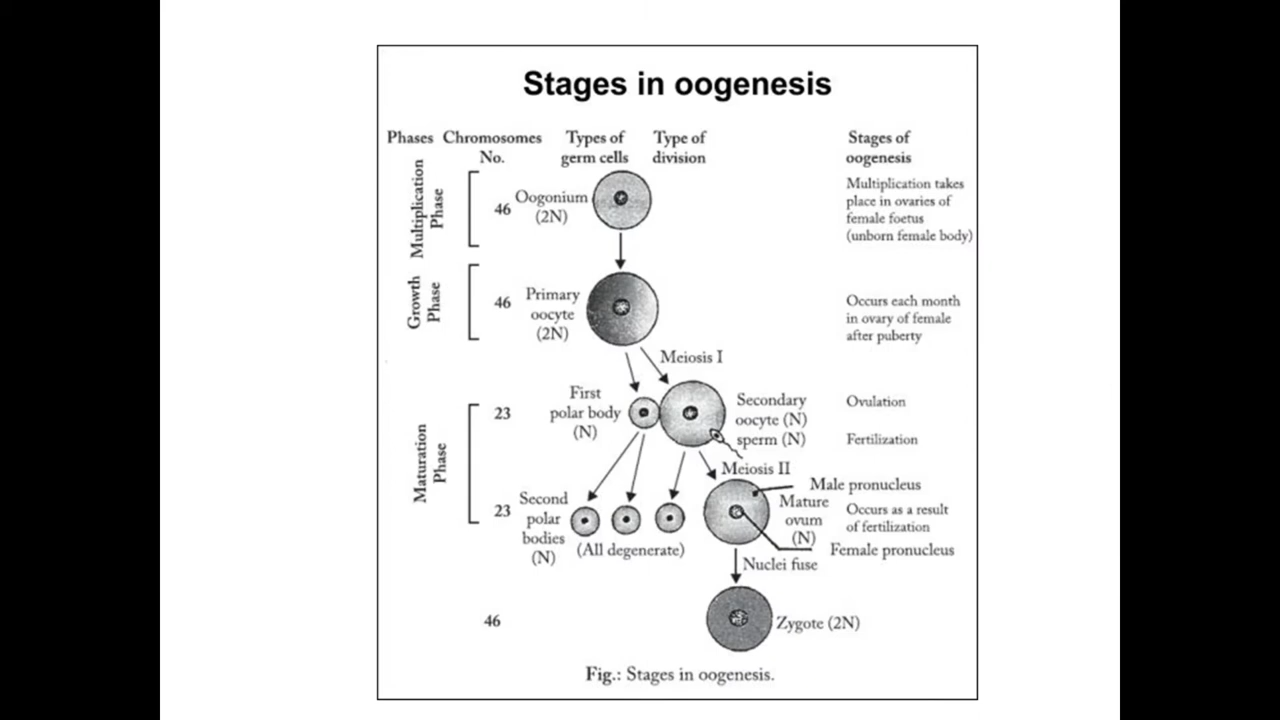 Stages in oogenesis
Phases Chromosomes Types of Type of Stages of
No. germ cells division oogenesis
Multiplication
Phase
46 Oogonium
(2N)
Multiplication takes
place in ovaries of
female foetus
(unborn female body)
Growth
Phase
46 Primary
oocyte
(2N)
Occurs each month
in ovary of female
after puberty
Meiosis I
Maturation
Phase
23
First
polar body
(N)
Secondary
oocyte (N)
sperm (N)
Ovulation
Fertilization
Meiosis II
23
Second
polar
bodies
(N)
(All degenerate)
Male pronucleus
Mature
ovum
(N)
Occurs as a result
of fertilization
Female pronucleus
Nuclei fuse
46
Zygote (2N)
Fig.: Stages in oogenesis.